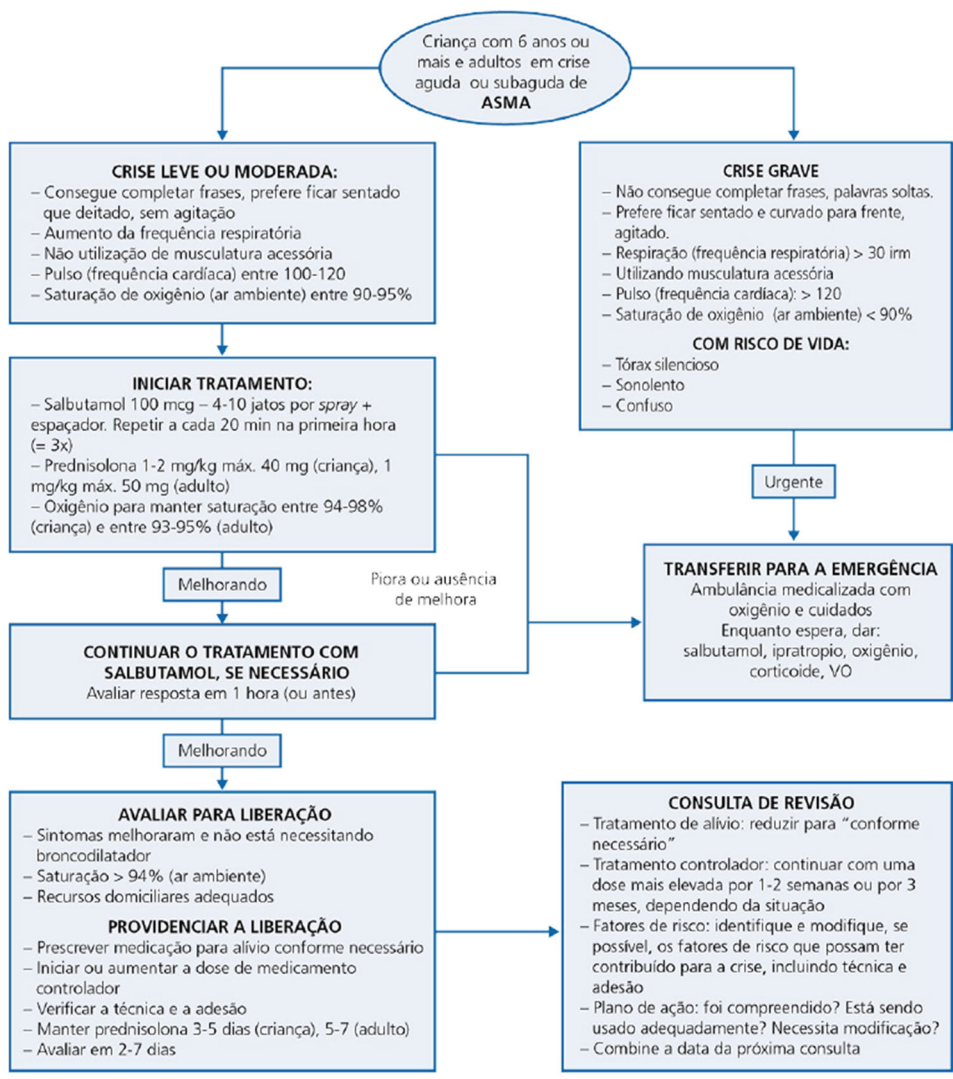 Criança com 6 anos ou
mais e adultos em crise
aguda ou subaguda de
ASMA
CRISE LEVE OU MODERADA:
– Consegue completar frases, prefere ficar sentado
que deitado, sem agitação
– Aumento da frequência respiratória
– Não utilização de musculatura acessória
– Pulso (frequência cardíaca) entre 100-120
– Saturação de oxigênio (ar ambiente) entre 90-95%
CRISE GRAVE
– Não consegue completar frases, palavras soltas.
– Prefere ficar sentado e curvado para frente,
agitado.
– Respiração (frequência respiratória) > 30 irm
– Utilizando musculatura acessória
– Pulso (frequência cardíaca): > 120
– Saturação de oxigênio (ar ambiente) < 90%
COM RISCO DE VIDA:
– Tórax silencioso
– Sonolento
– Confuso
INICIAR TRATAMENTO:
– Salbutamol 100 mcg – 4-10 jatos por spray +
espaçador. Repetir a cada 20 min na primeira hora
(= 3x)
– Prednisolona 1-2 mg/kg máx. 40 mg (criança), 1
mg/kg máx. 50 mg (adulto)
– Oxigênio para manter saturação entre 94-98%
(criança) e entre 93-95% (adulto)
Urgente
Melhorando
Piora ou ausência
de melhora
TRANSFERIR PARA A EMERGÊNCIA
Ambulância medicalizada com
oxigênio e cuidados
Enquanto espera, dar:
salbutamol, ipratropio, oxigênio,
corticoide, VO
CONTINUAR O TRATAMENTO COM
SALBUTAMOL, SE NECESSÁRIO
Avaliar resposta em 1 hora (ou antes)
Melhorando
AVALIAR PARA LIBERAÇÃO
– Sintomas melhoraram e não está necessitando
broncodilatador
– Saturação > 94% (ar ambiente)
– Recursos domiciliares adequados
PROVIDENCIAR A LIBERAÇÃO
– Prescrever medicação para alívio conforme necessário
– Iniciar ou aumentar a dose de medicamento
controlador
– Verificar a técnica e a adesão
– Manter prednisolona 3-5 dias (criança), 5-7 (adulto)
– Avaliar em 2-7 dias
CONSULTA DE REVISÃO
– Tratamento de alívio: reduzir para “conforme
necessário”
– Tratamento controlador: continuar com uma
dose mais elevada por 1-2 semanas ou por 3
meses, dependendo da situação
– Fatores de risco: identifique e modifique, se
possível, os fatores de risco que possam ter
contribuído para a crise, incluindo técnica e
adesão
– Plano de ação: foi compreendido? Está sendo
usado adequadamente? Necessita modificação?
– Combine a data da próxima consulta